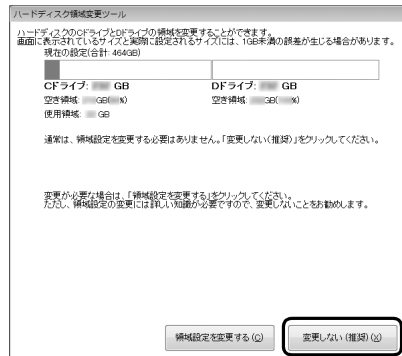 ハードディスク領域変更ツール
ハードディスクのCドライブとDドライブの領域を変更することができます。
画面に表示されているサイズと実際に設定されるサイズには、1GB未満の誤差が生じる場合があります。
現在の設定(合計: 464GB)
Cドライブ: GB Dドライブ: GB
空き領域: GB( %) 空き領域: GB( %)
使用領域: GB
通常は、領域設定を変更する必要はありません。「変更しない(推奨)」をクリックしてください。
変更が必要な場合は、「領域設定を変更する」をクリックしてください。
ただし、領域設定の変更には詳しい知識が必要ですので、変更しないことをお勧めします。
領域設定を変更する(C) 変更しない(推奨)(X)